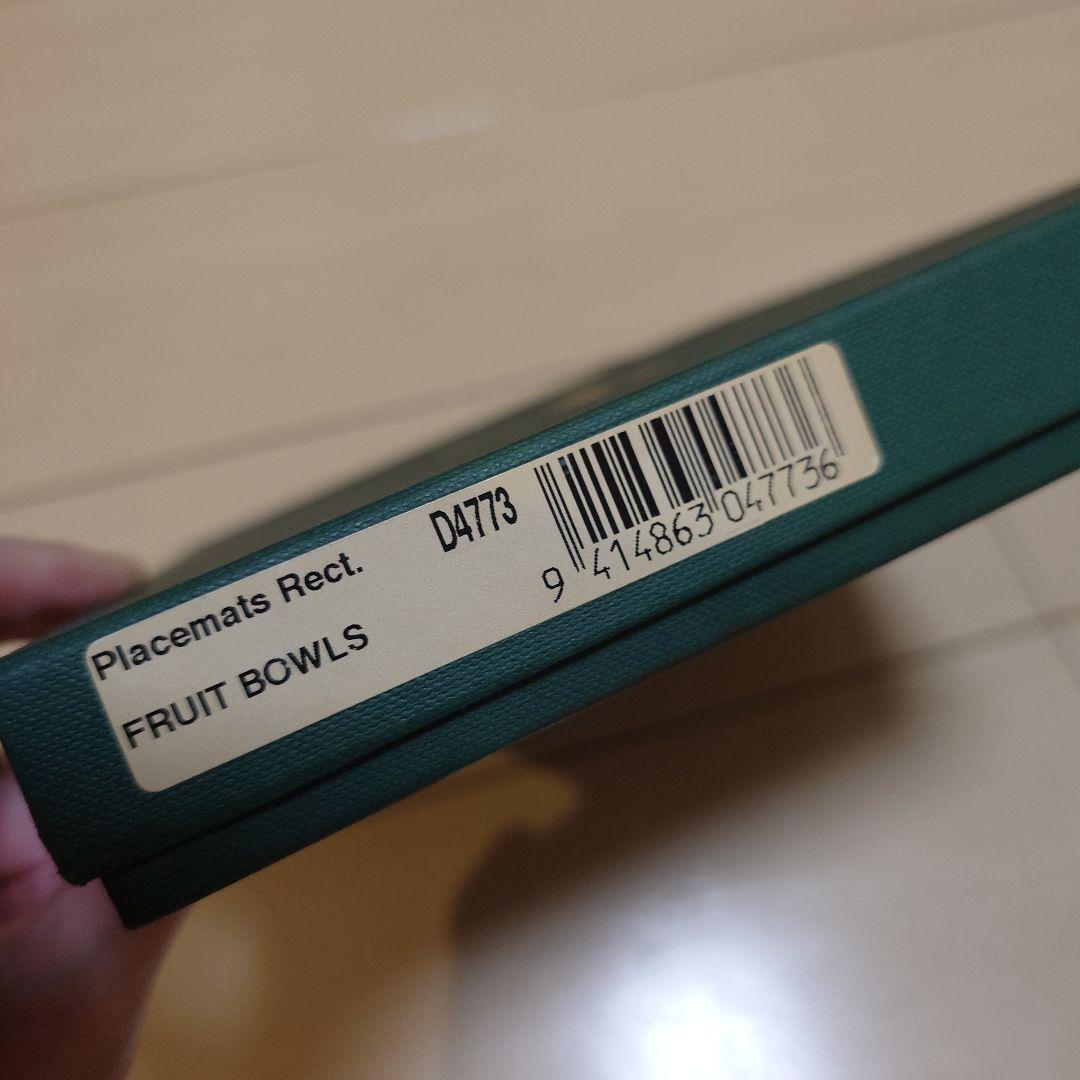 Placemats Rect. D4773
FRUIT BOWLS
9 414863 047736